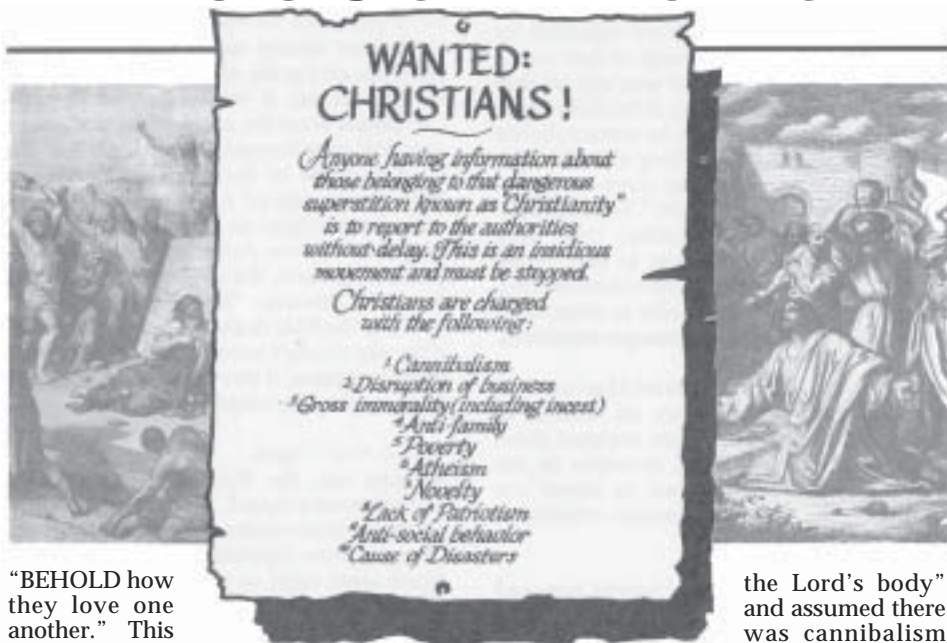 WANTED:
CHRISTIANS!
Anyone having information about
those belonging to that dangerous
superstition known as "Christianity"
is to report to the authorities
without delay. This is an insidious
movement and must be stopped.
Christians are charged
with the following:
1 Cannibalism
2 Disruption of business
3 Gross immorality (including incest)
4 Anti-family
5 Poverty
6 Atheism
7 Novelty
8 Lack of Patriotism
9 Anti-social behavior
10 Cause of Disasters
“BEHOLD how
they love one
another.” This
the Lord's body”
and assumed there
was cannibalism